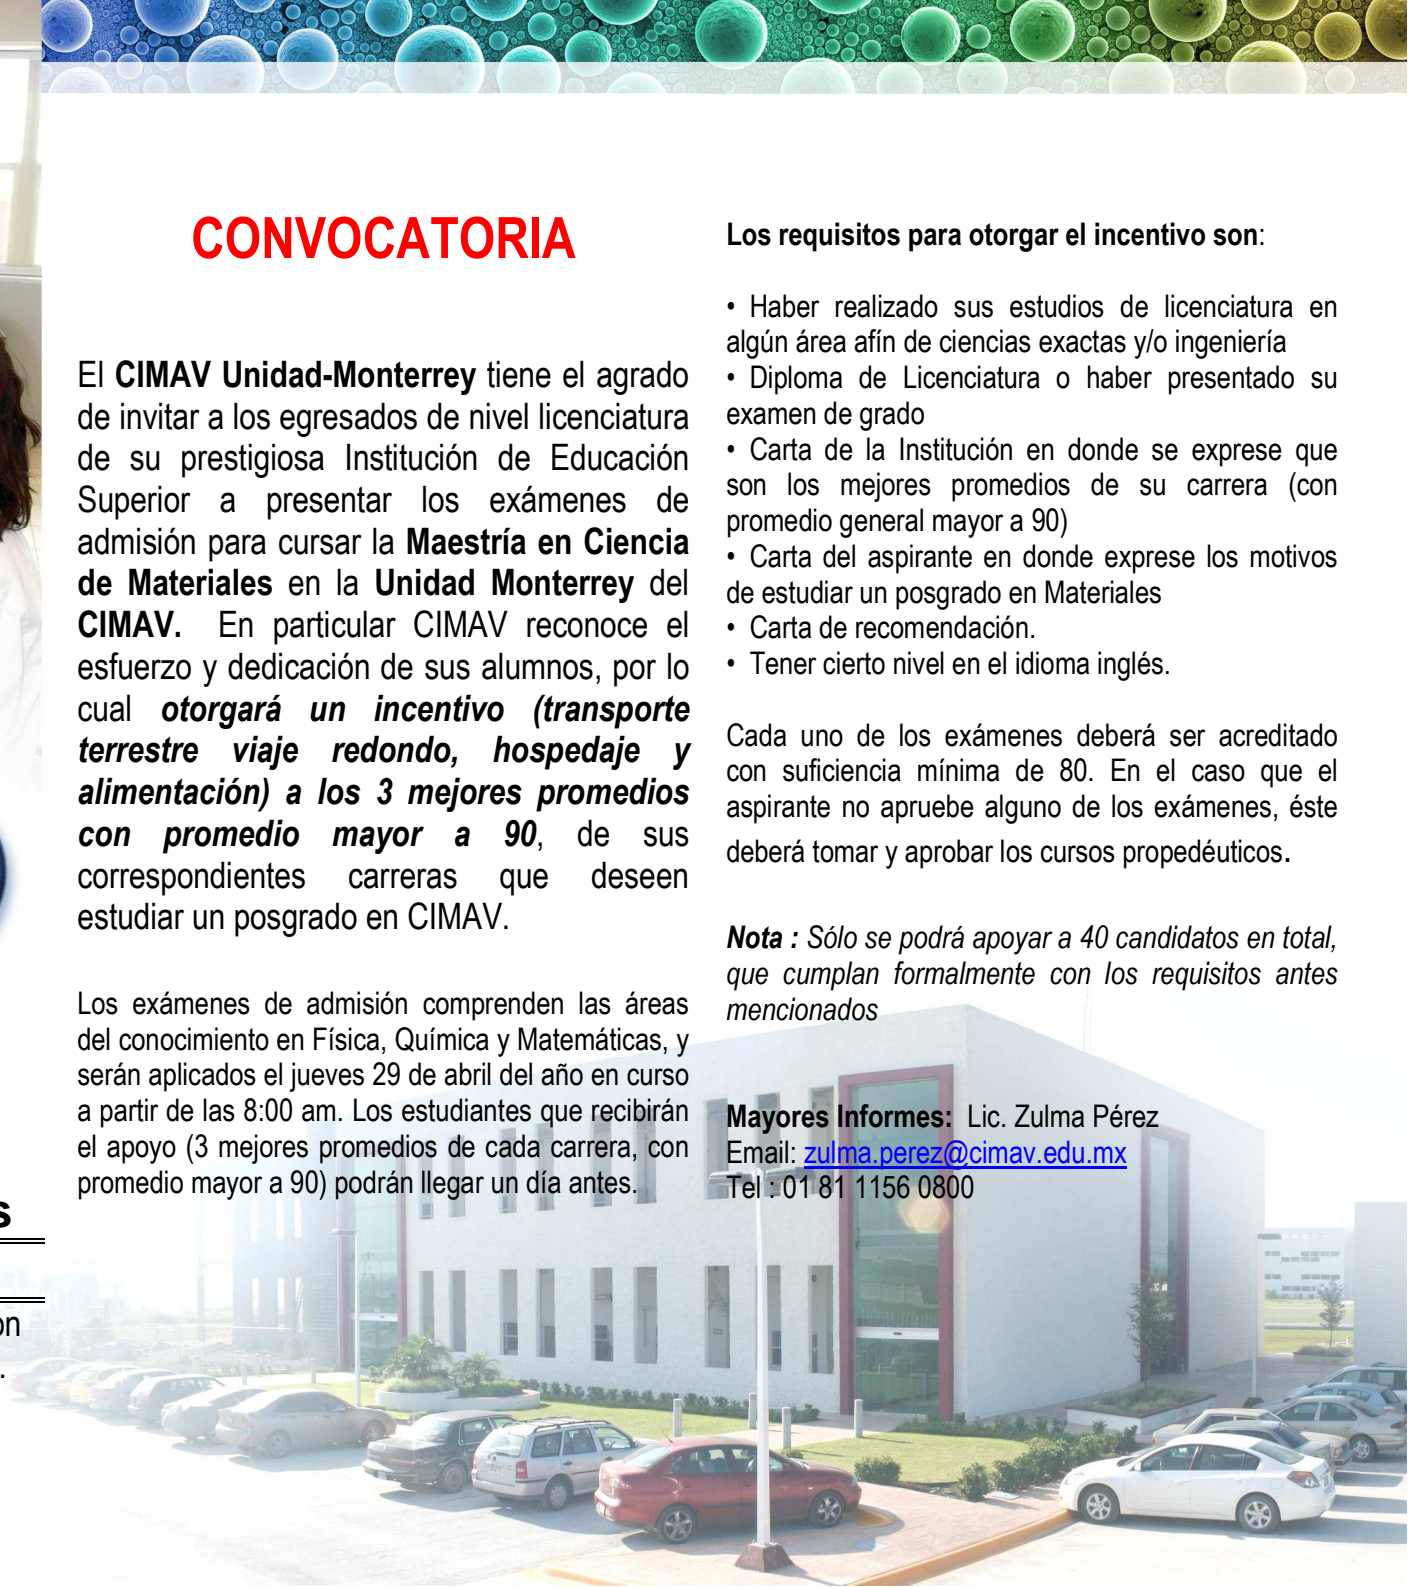 CONVOCATORIA
El CIMAV Unidad-Monterrey tiene el agrado
de invitar a los egresados de nivel licenciatura
de su prestigiosa Institución de Educación
Superior a presentar los exámenes de
admisión para cursar la Maestría en Ciencia
de Materiales en la Unidad Monterrey del
CIMAV. En particular CIMAV reconoce el
esfuerzo y dedicación de sus alumnos, por lo
cual otorgará un incentivo (transporte
terrestre viaje redondo, hospedaje y
alimentación) a los 3 mejores promedios
con promedio mayor a 90, de sus
correspondientes carreras que deseen
estudiar un posgrado en CIMAV.
Los exámenes de admisión comprenden las áreas
del conocimiento en Física, Química y Matemáticas, y
serán aplicados el jueves 29 de abril del año en curso
a partir de las 8:00 am. Los estudiantes que recibirán
el apoyo (3 mejores promedios de cada carrera, con
promedio mayor a 90) podrán llegar un día antes.
Los requisitos para otorgar el incentivo son:
• Haber realizado sus estudios de licenciatura en
algún área afín de ciencias exactas y/o ingeniería
• Diploma de Licenciatura o haber presentado su
examen de grado
• Carta de la Institución en donde se exprese que
son los mejores promedios de su carrera (con
promedio general mayor a 90)
• Carta del aspirante en donde exprese los motivos
de estudiar un posgrado en Materiales
• Carta de recomendación.
• Tener cierto nivel en el idioma inglés.
Cada uno de los exámenes deberá ser acreditado
con suficiencia mínima de 80. En el caso que el
aspirante no apruebe alguno de los exámenes, éste
deberá tomar y aprobar los cursos propedéuticos.
Nota : Sólo se podrá apoyar a 40 candidatos en total,
que cumplan formalmente con los requisitos antes
mencionados
Mayores Informes: Lic. Zulma Pérez
Email: zulma.perez@cimav.edu.mx
Tel : 01 81 1156 0800
s
on
.